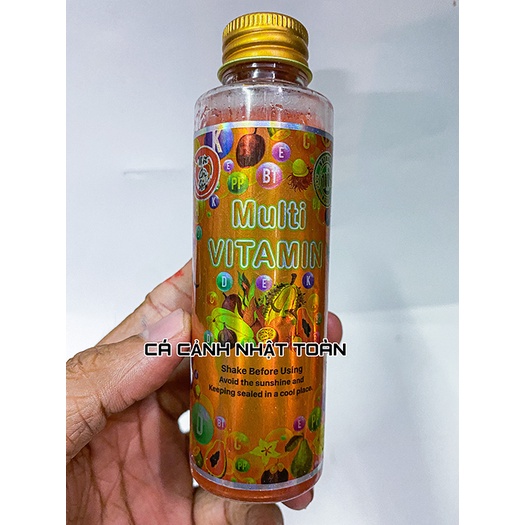 Multi
VITAMIN
CÁ CẢNH NHẬT TOÀN
Shake Before Using
Avoid the sunshine and
Keeping sealed in a cool place.